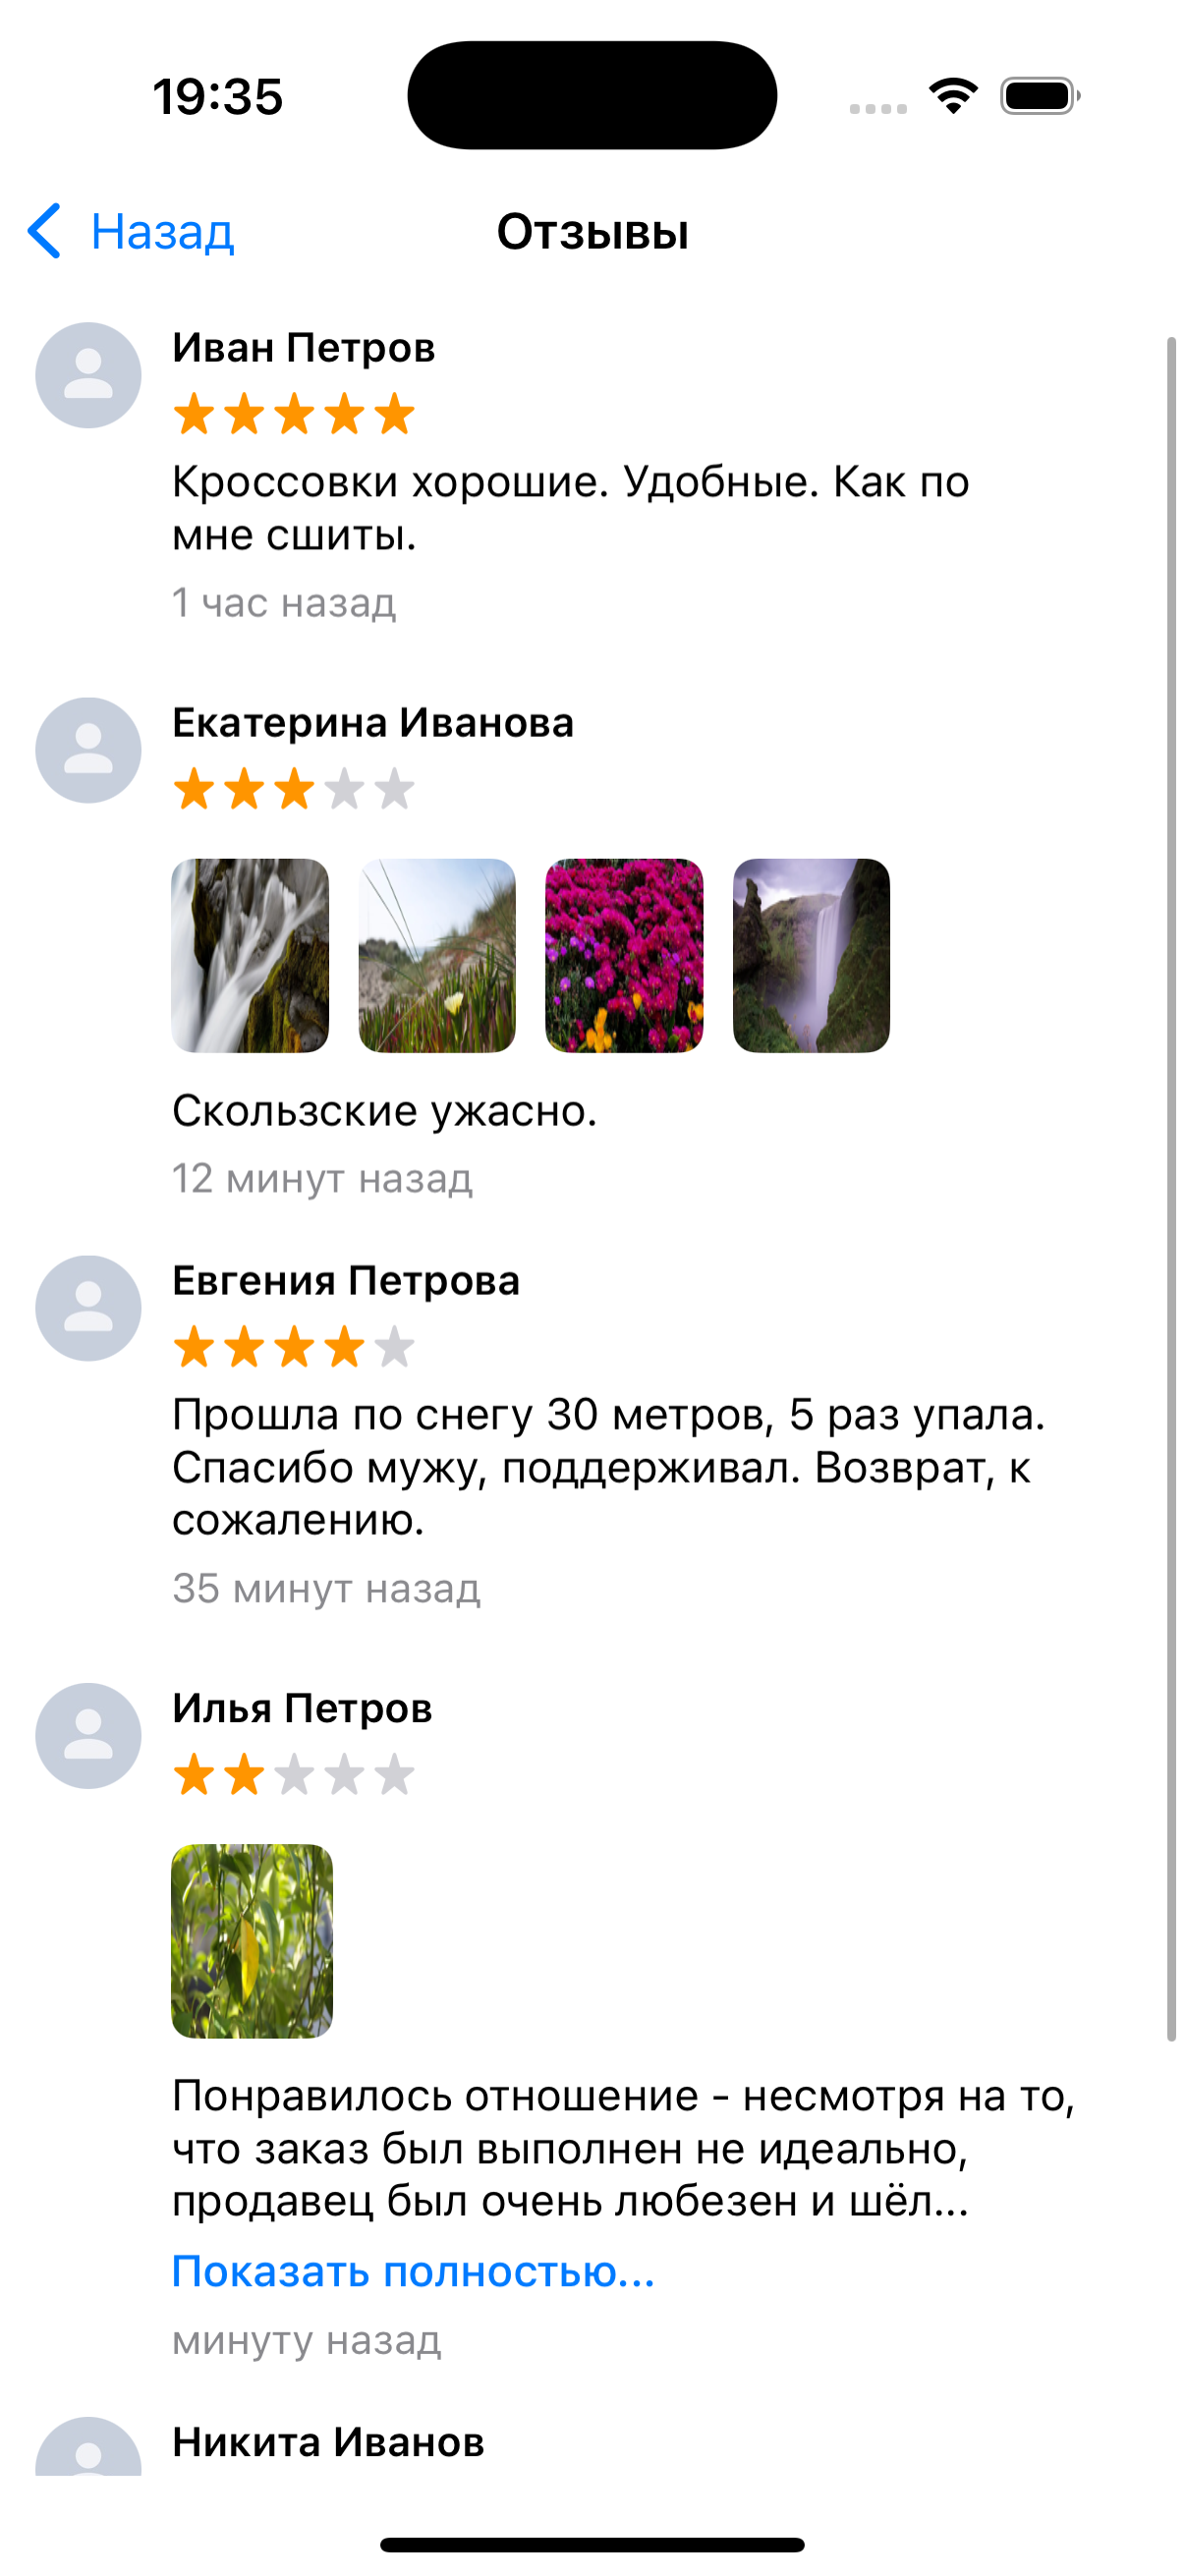 19:35
Назад
Отзывы
Иван Петров
Кроссовки хорошие. Удобные. Как по
мне сшиты.
1 час назад
Екатерина Иванова
Скользские ужасно.
12 минут назад
Евгения Петрова
Прошла по снегу 30 метров, 5 раз упала.
Спасибо мужу, поддерживал. Возврат, к
сожалению.
35 минут назад
Илья Петров
Понравилось отношение - несмотря на то,
что заказ был выполнен не идеально,
продавец был очень любезен и шёл...
Показать полностью...
минуту назад
Никита Иванов